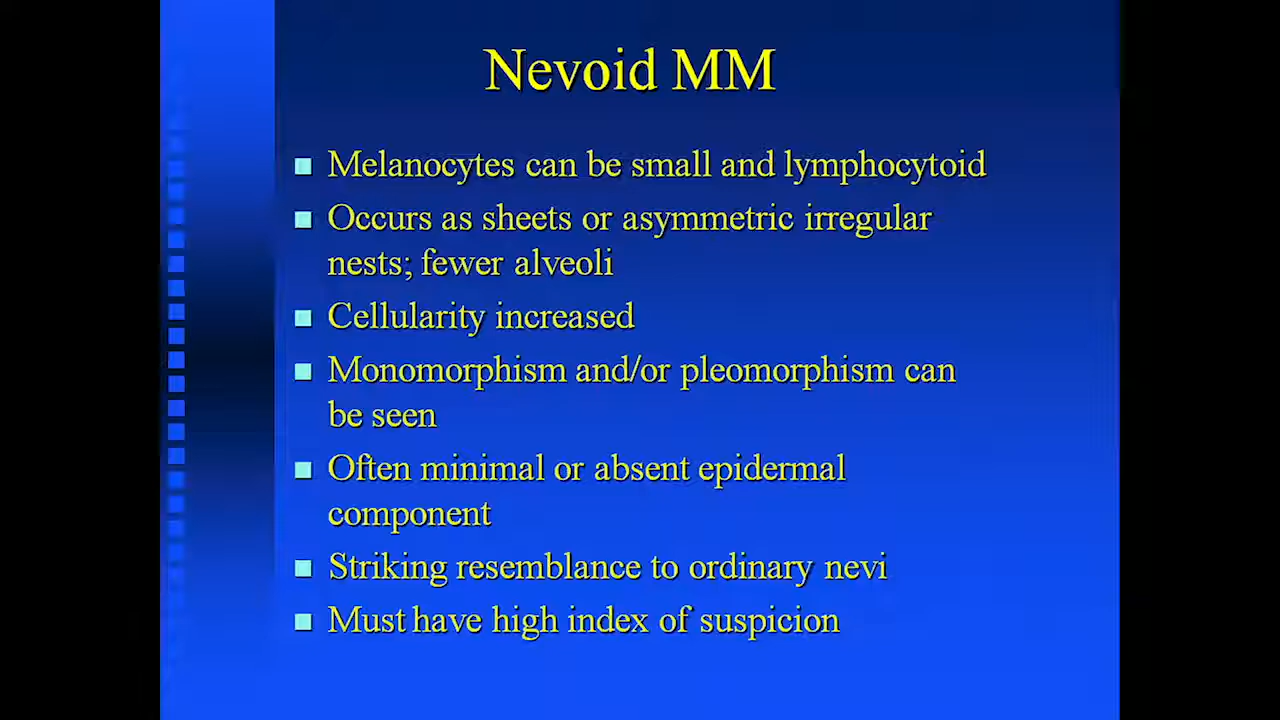 Nevoid MM
Melanocytes can be small and lymphocytoid
Occurs as sheets or asymmetric irregular
nests; fewer alveoli
Cellularity increased
Monomorphism and/or pleomorphism can
be seen
Often minimal or absent epidermal
component
Striking resemblance to ordinary nevi
Must have high index of suspicion